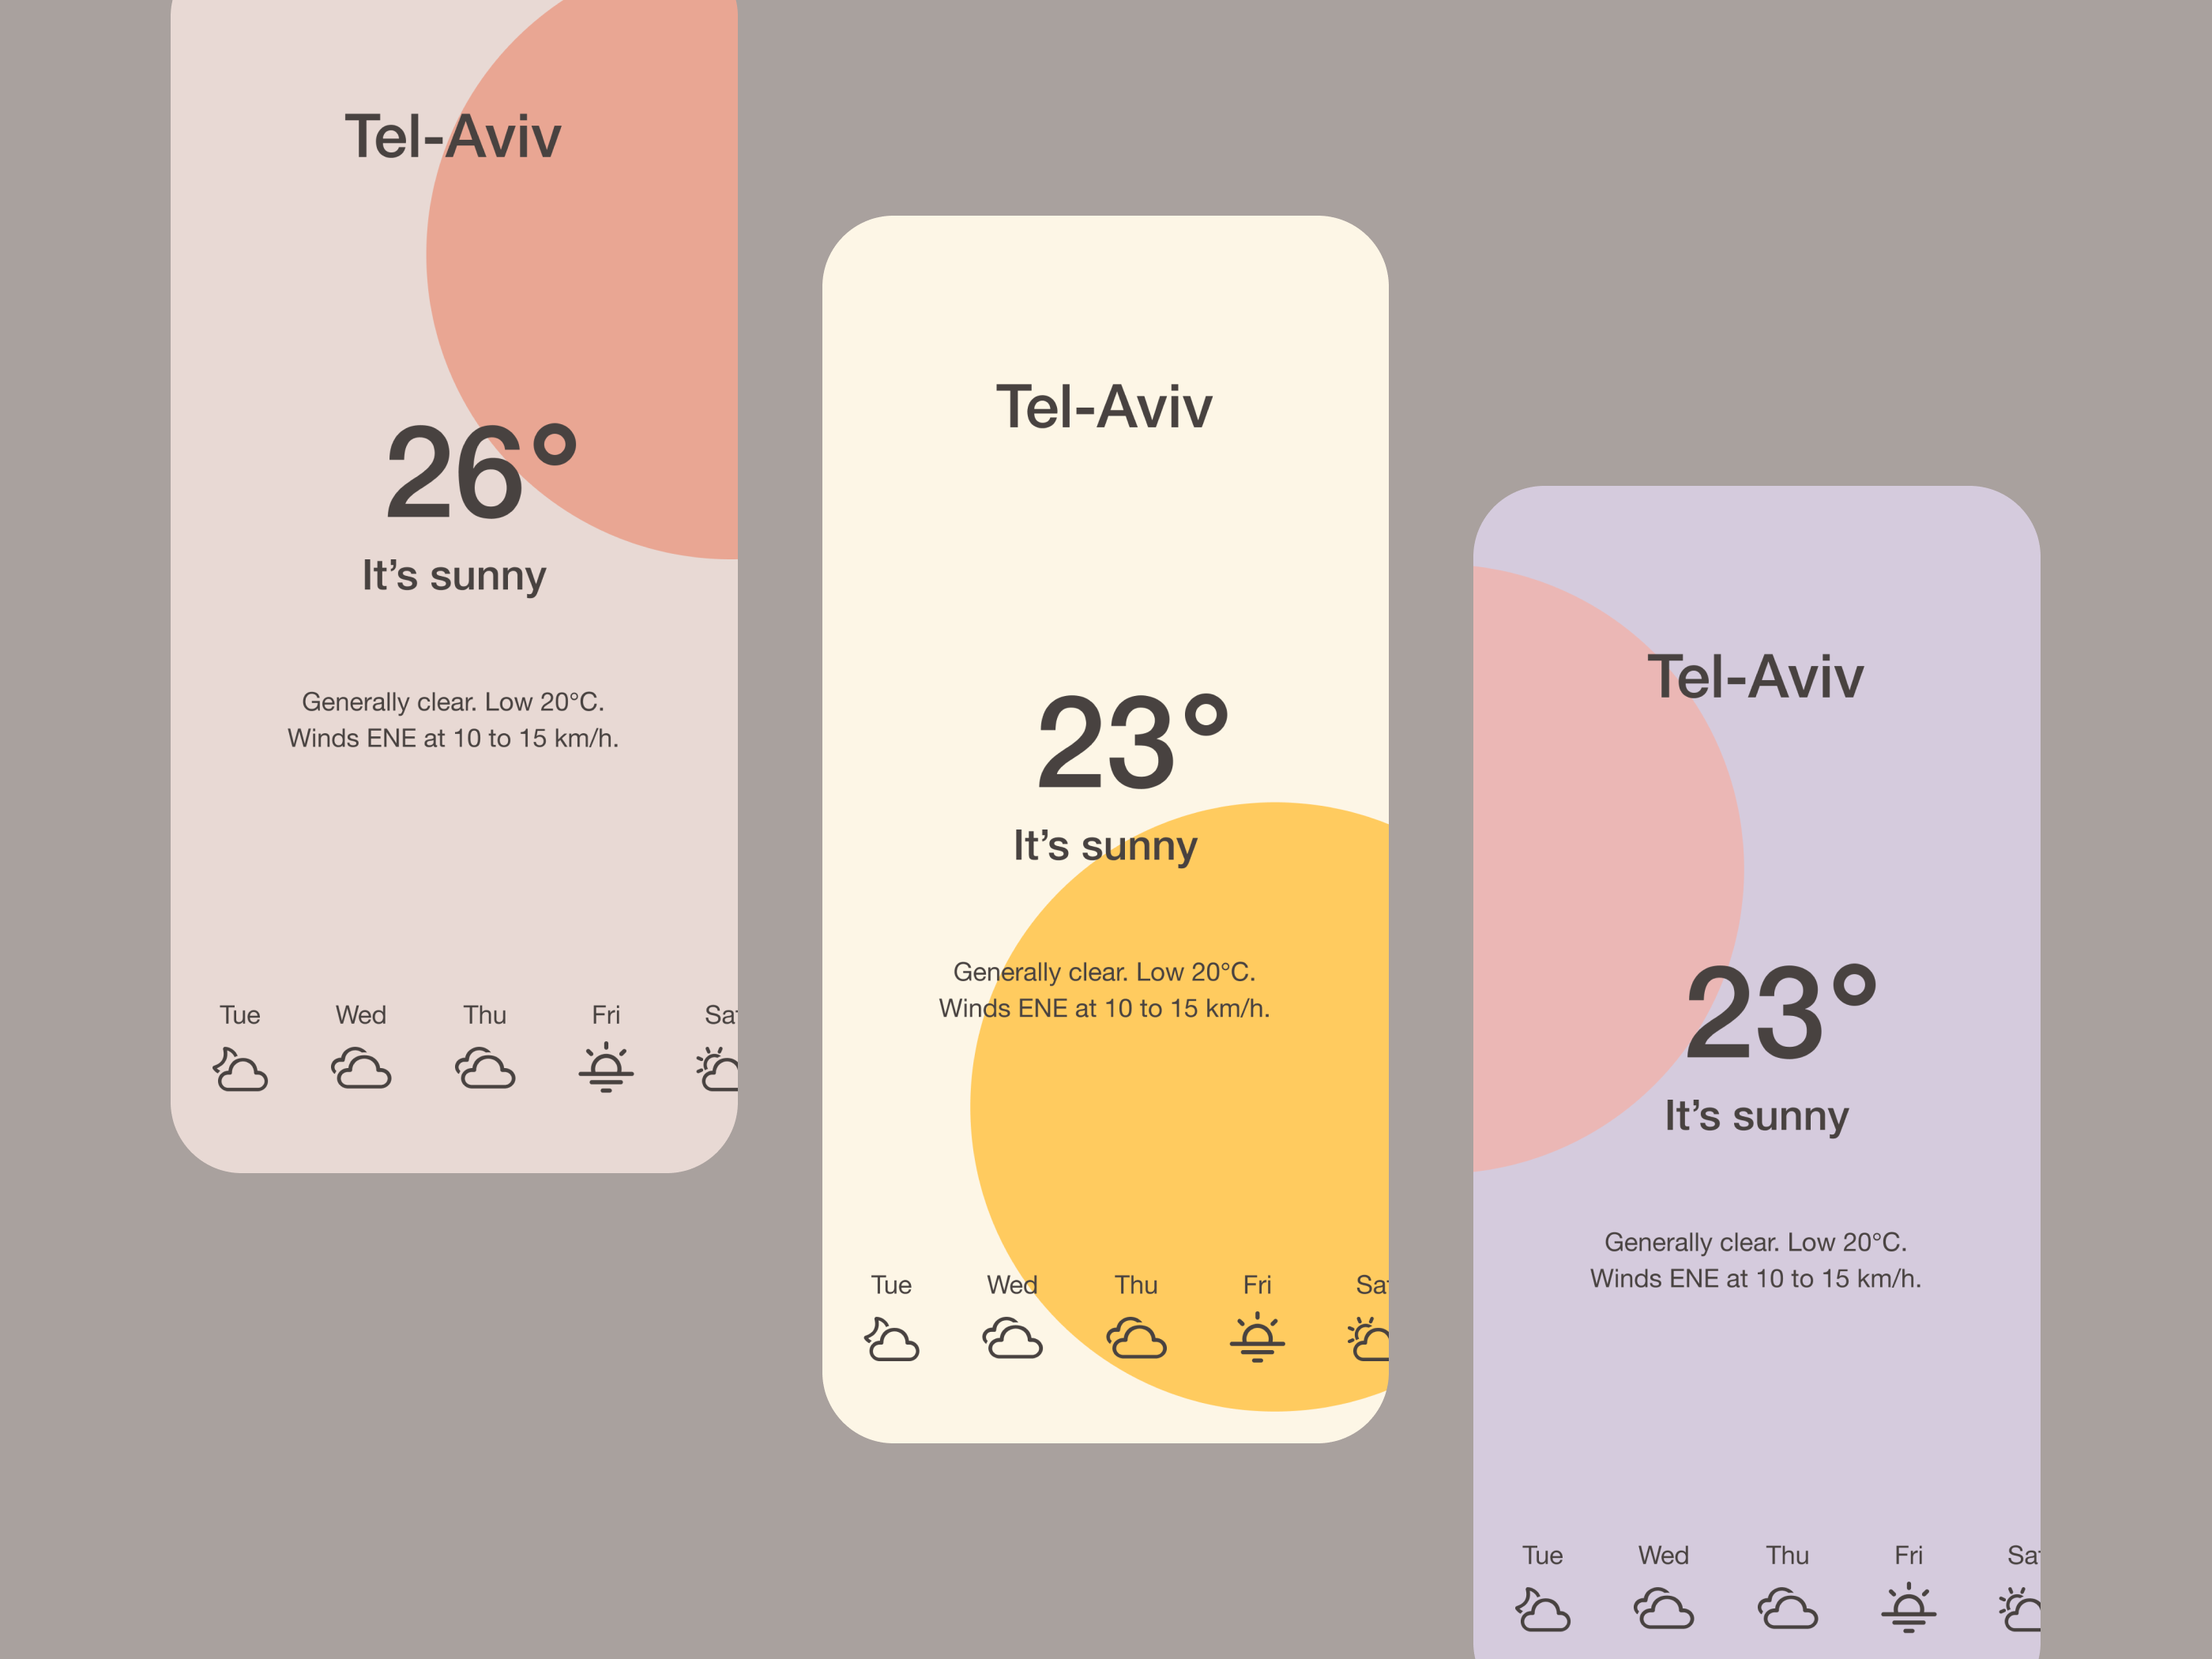 Tel-Aviv
26°
It’s sunny
Generally clear. Low 20°C.
Winds ENE at 10 to 15 km/h.
Tue Wed Thu Fri Sat
Tel-Aviv
23°
It’s sunny
Generally clear. Low 20°C.
Winds ENE at 10 to 15 km/h.
Tue Wed Thu Fri Sat
Tel-Aviv
23°
It’s sunny
Generally clear. Low 20°C.
Winds ENE at 10 to 15 km/h.
Tue Wed Thu Fri Sat